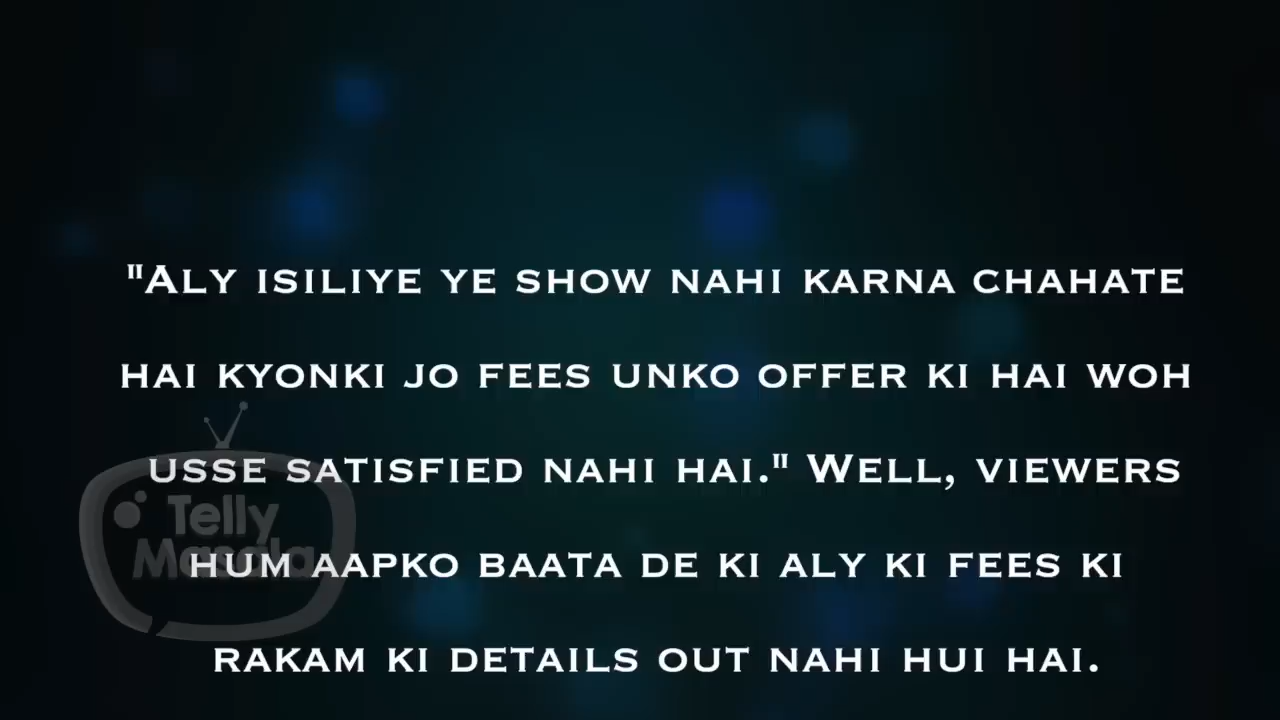 "Aly isiliye ye show nahi karna chahate
hai kyonki jo fees unko offer ki hai woh
usse satisfied nahi hai." Well, viewers
hum aapko baata de ki Aly ki fees ki
rakam ki details out nahi hui hai.
Telly
Masala